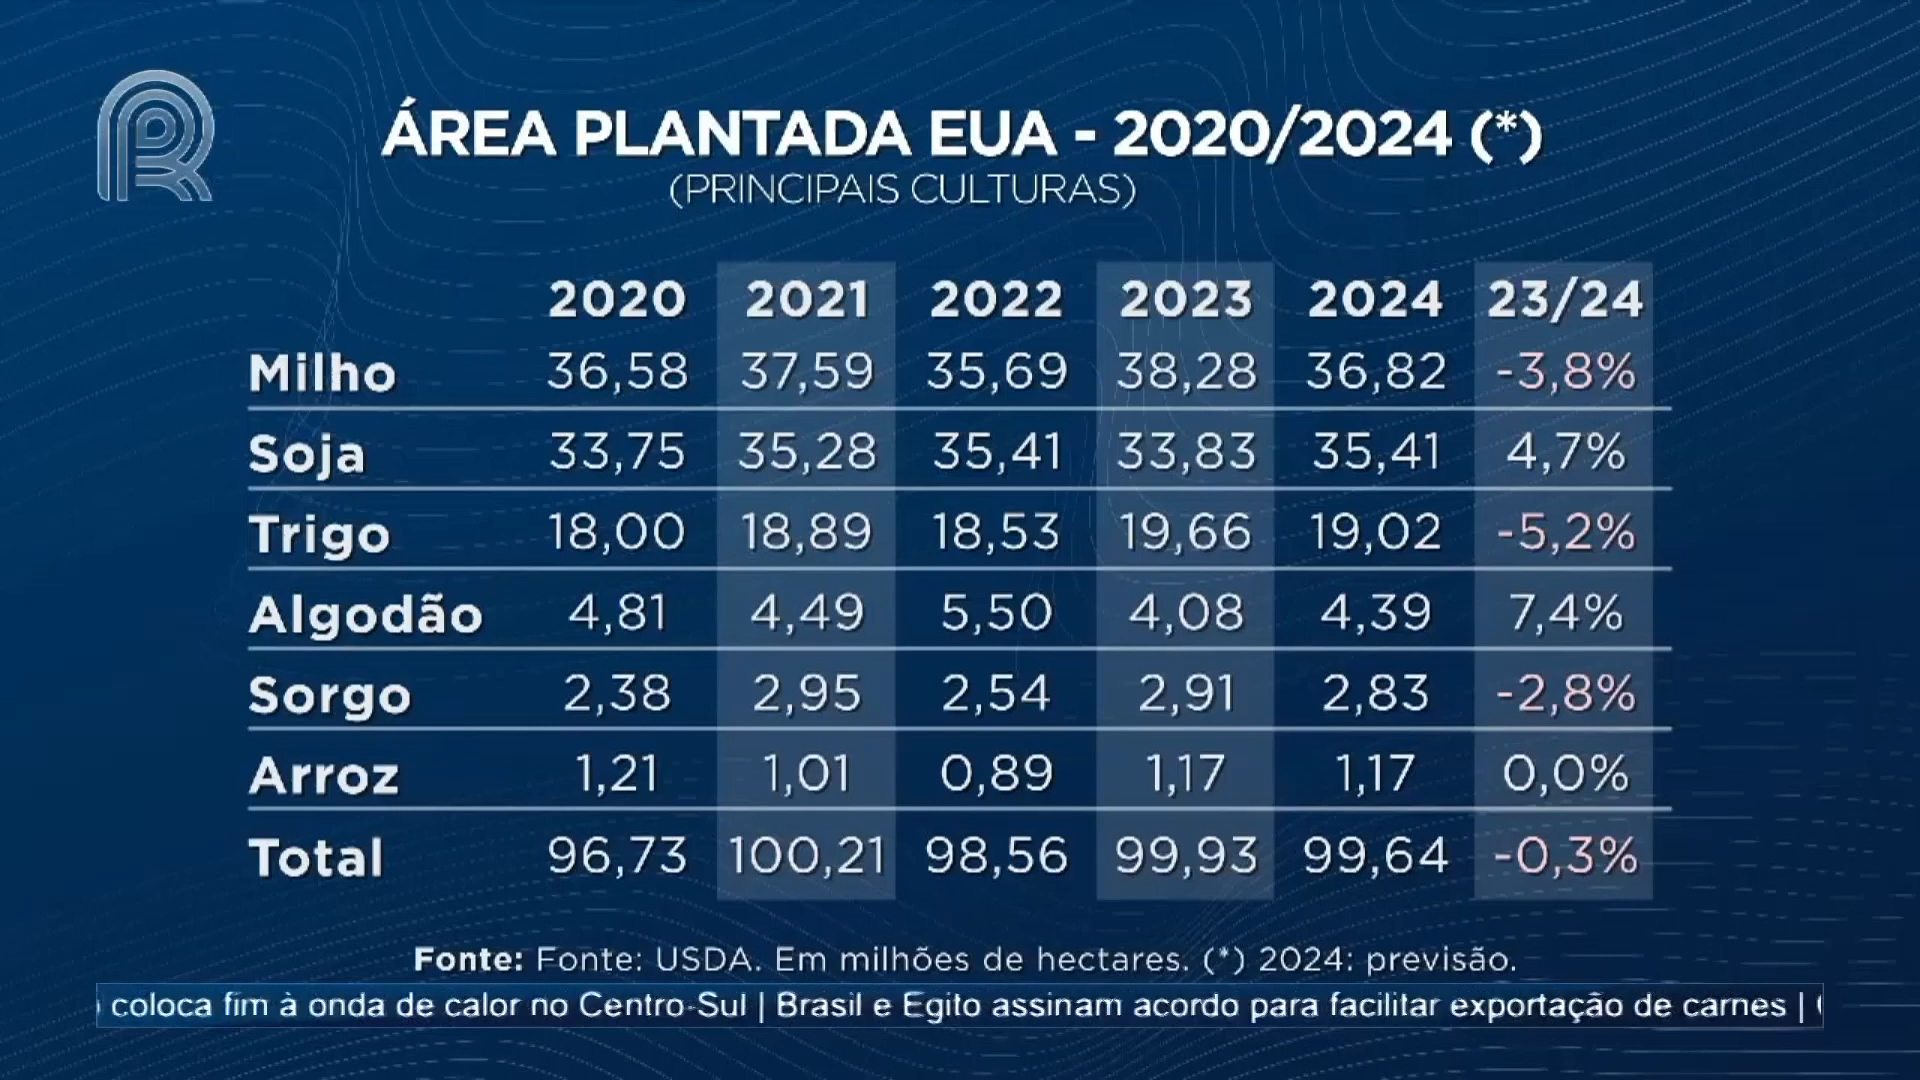 ÁREA PLANTADA EUA - 2020/2024 (*)
(PRINCIPAIS CULTURAS)
2020 2021 2022 2023 2024 23/24
Milho 36,58 37,59 35,69 38,28 36,82 -3,8%
Soja 33,75 35,28 35,41 33,83 35,41 4,7%
Trigo 18,00 18,89 18,53 19,66 19,02 -5,2%
Algodão 4,81 4,49 5,50 4,08 4,39 7,4%
Sorgo 2,38 2,95 2,54 2,91 2,83 -2,8%
Arroz 1,21 1,01 0,89 1,17 1,17 0,0%
Total 96,73 100,21 98,56 99,93 99,64 -0,3%
Fonte: Fonte: USDA. Em milhões de hectares. (*) 2024: previsão.
coloca fim à onda de calor no Centro-Sul | Brasil e Egito assinam acordo para facilitar exportação de carnes |